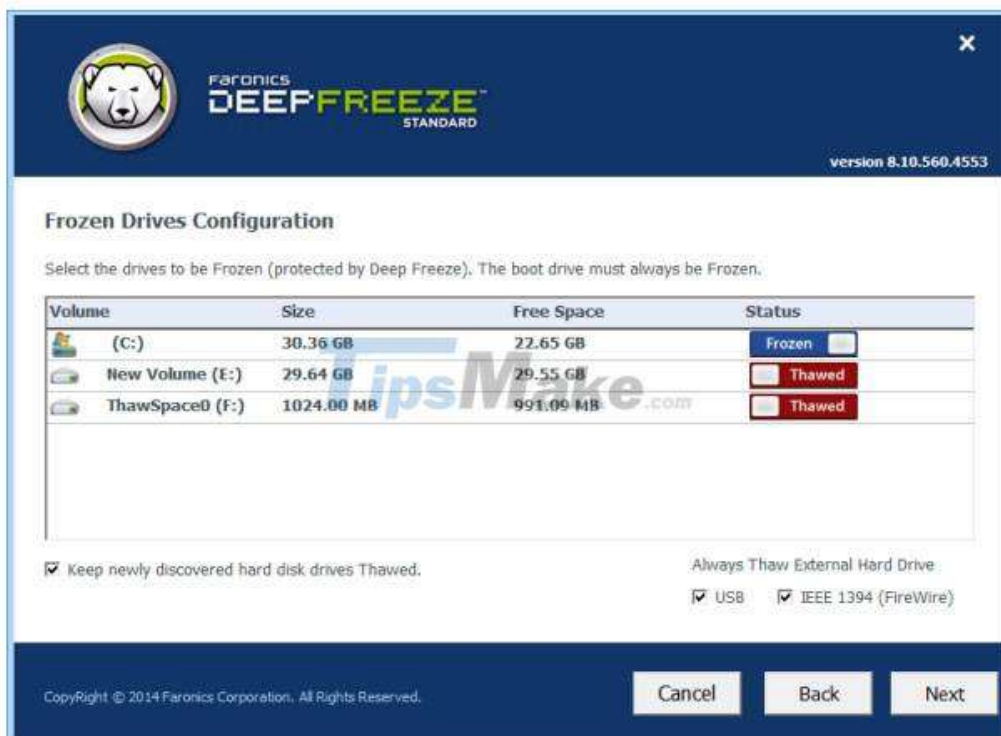 Faronics
DEEPFREEZE™
STANDARD
version 8.10.560.4553
Frozen Drives Configuration
Select the drives to be Frozen (protected by Deep Freeze). The boot drive must always be Frozen.
Volume Size Free Space Status
(C:) 30.36 GB 22.65 GB Frozen
New Volume (E:) 29.64 GB 29.55 GB Thawed
ThawSpace0 (F:) 1024.00 MB 991.09 MB Thawed
TipsMake.com
Keep newly discovered hard disk drives Thawed.
Always Thaw External Hard Drive
USB IEEE 1394 (FireWire)
CopyRight © 2014 Faronics Corporation. All Rights Reserved.
Cancel Back Next